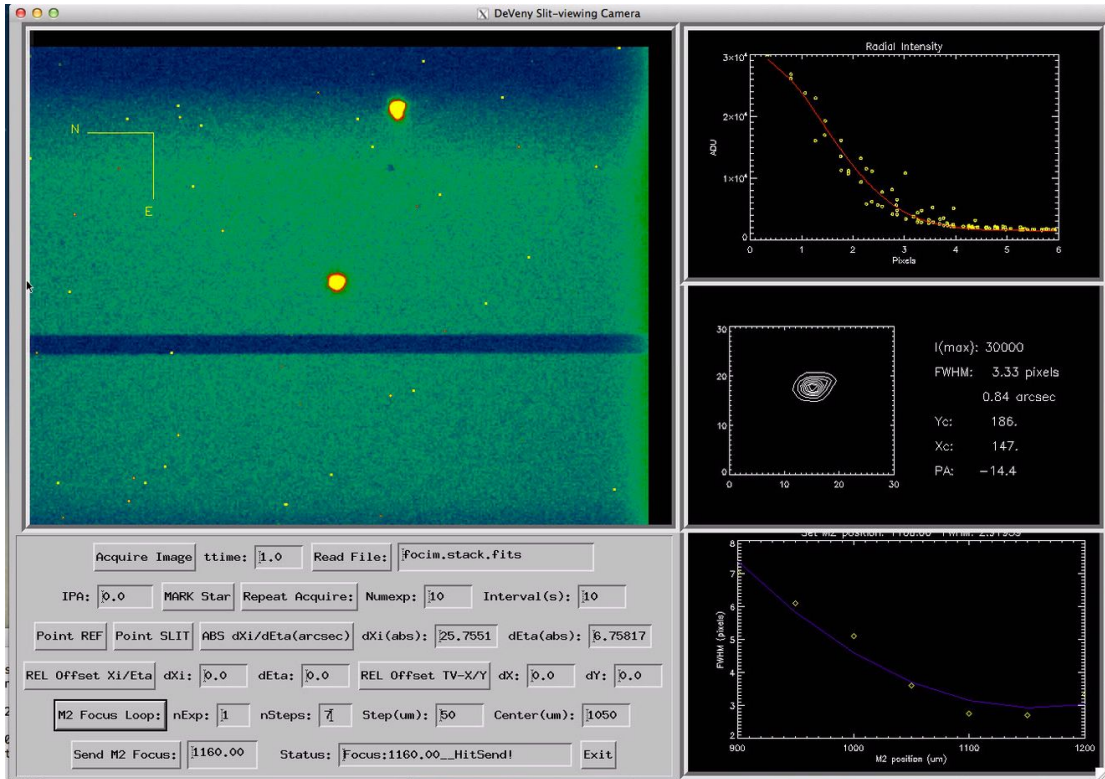 DeVeny Slit-viewing Camera
N
E
Radial Intensity
3×10⁴
2×10⁴
1×10⁴
0
ADU
0 1 2 3 4 5 6
Pixels
30
20
10
0
0 10 20 30
I(max): 30000
FWHM: 3.33 pixels
0.84 arcsec
Yc: 186.
Xc: 147.
PA: -14.4
8
7
6
5
4
3
2
FWHM (pixels)
900 1000 1100 1200
M2 position (um)
Acquire Image ttime: 1.0 Read File: focim.stack.fits
IPA: 0.0 MARK Star Repeat Acquire: Numexp: 10 Interval(s): 10
Point REF Point SLIT ABS dXi/dEta(arcsec) dXi(abs): 25.7551 dEta(abs): 6.75817
REL Offset Xi/Eta dXi: 0.0 dEta: 0.0 REL Offset TV-X/Y dX: 0.0 dY: 0.0
M2 Focus Loop: nExp: 1 nSteps: 7 Step(um): 50 Center(um): 1050
Send M2 Focus: 1160.00 Status: Focus:1160.00__HitSend! Exit